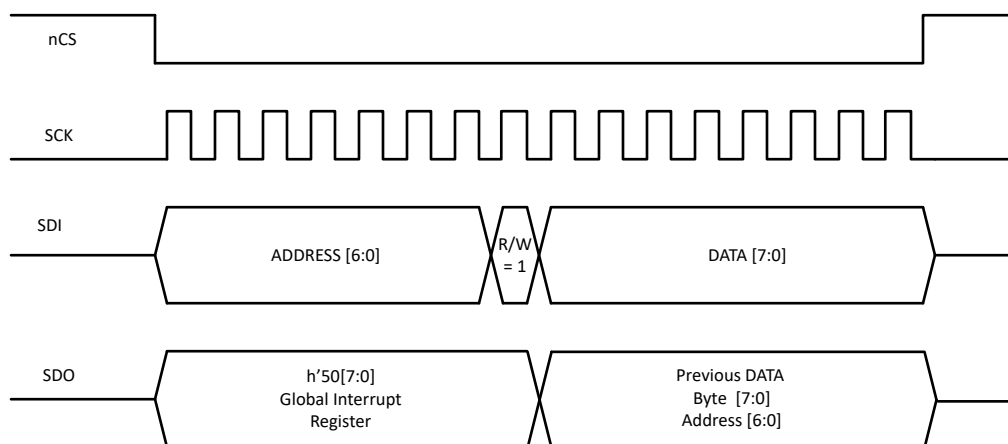 nCS
SCK
SDI
ADDRESS [6:0]
R/W
= 1
DATA [7:0]
SDO
h’50[7:0]
Global Interrupt
Register
Previous DATA
Byte [7:0]
Address [6:0]